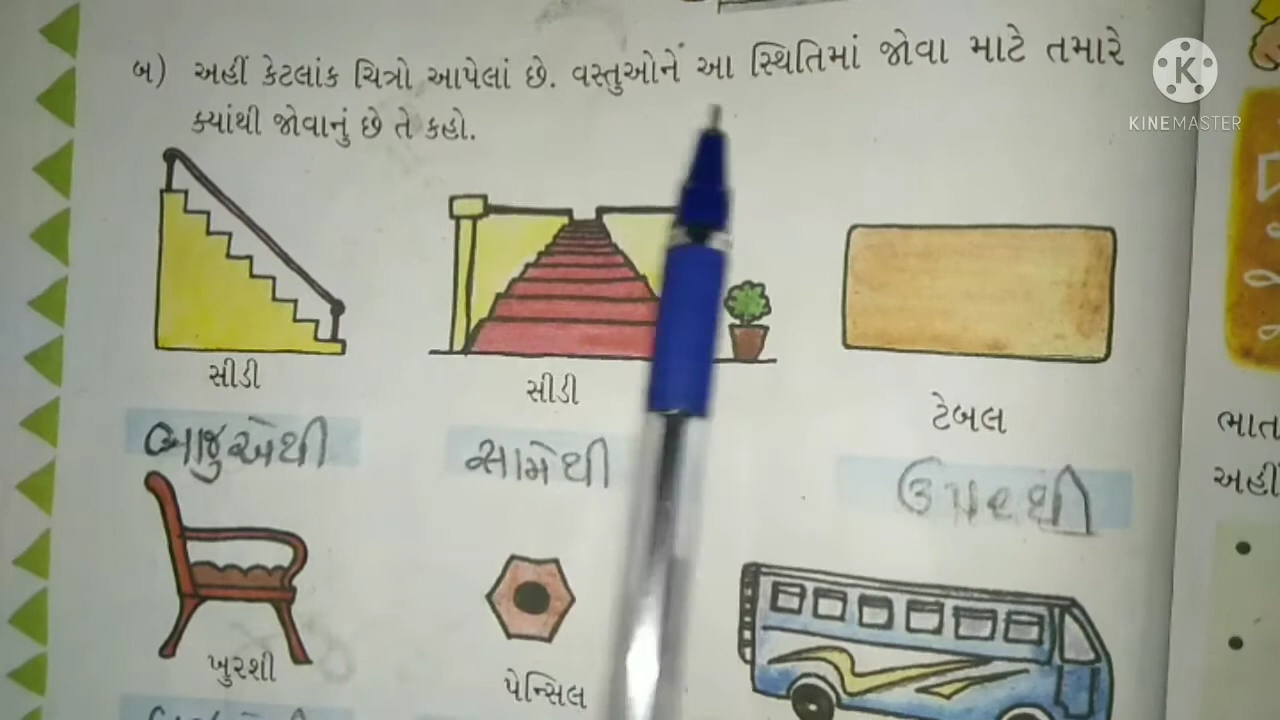 બ) અહીં કેટલાંક ચિત્રો આપેલાં છે. વસ્તુઓને આ સ્થિતિમાં જોવા માટે તમારે
ક્યાંથી જોવાનું છે તે કહો.
KINEMASTER
સીડી
સીડી
ટેબલ
બાજુએથી
સામેથી
ઉપરથી
ખુરશી
પેન્સિલ
ભાત
અહીં